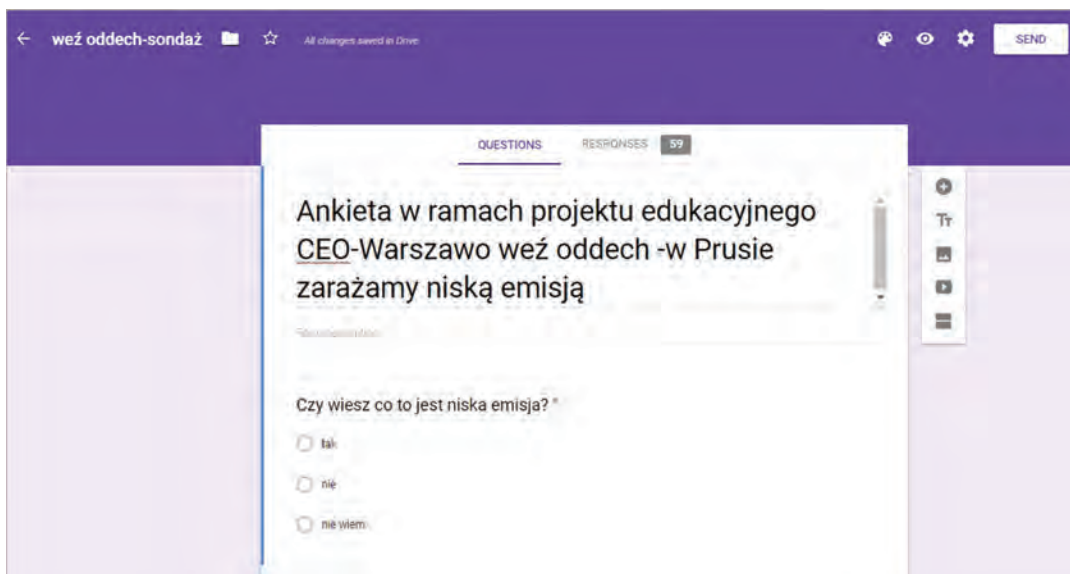 weź oddech-sondaż
All changes saved in Drive
SEND
QUESTIONS RESPONSES 59
Ankieta w ramach projektu edukacyjnego
CEO-Warszawo weź oddech -w Prusie
zarażamy niską emisją
Czy wiesz co to jest niska emisja? *
tak
nie
nie wiem
Tт